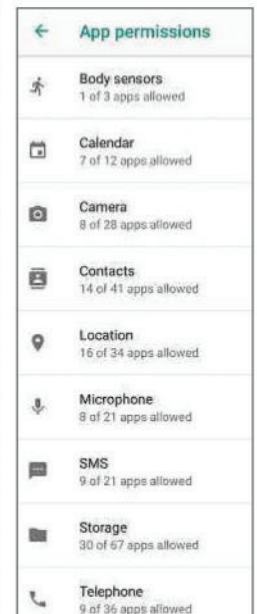 App permissions
Body sensors
1 of 3 apps allowed
Calendar
7 of 12 apps allowed
Camera
8 of 28 apps allowed
Contacts
14 of 41 apps allowed
Location
16 of 34 apps allowed
Microphone
8 of 21 apps allowed
SMS
9 of 21 apps allowed
Storage
30 of 67 apps allowed
Telephone
9 of 36 apps allowed